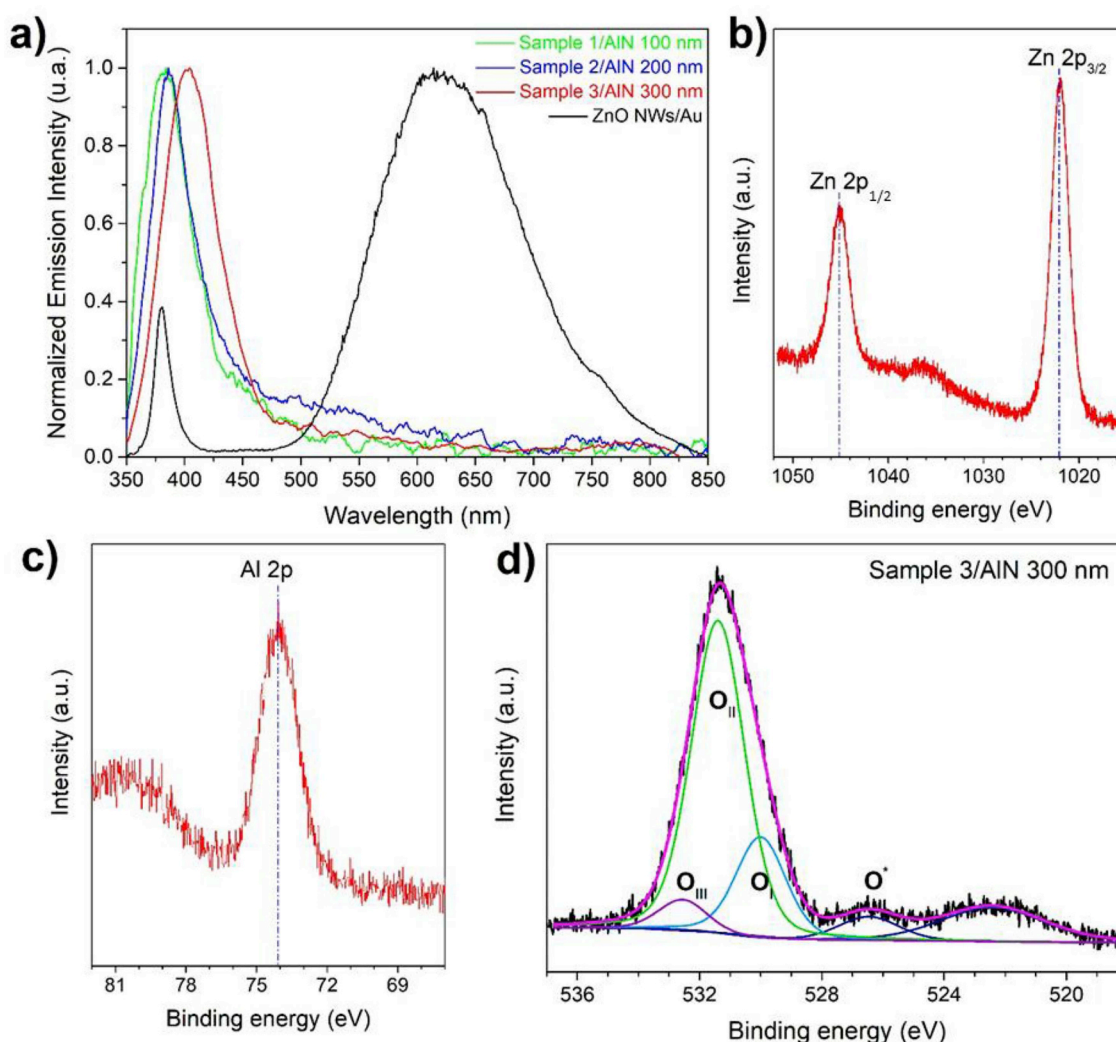 a)
Sample 1/AlN 100 nm
Sample 2/AlN 200 nm
Sample 3/AlN 300 nm
ZnO NWs/Au
Normalized Emission Intensity (u.a.)
1.0
0.8
0.6
0.4
0.2
0.0
350 400 450 500 550 600 650 700 750 800 850
Wavelength (nm)
b)
Zn 2p3/2
Zn 2p1/2
Intensity (a.u.)
1050 1040 1030 1020
Binding energy (eV)
c)
Al 2p
Intensity (a.u.)
81 78 75 72 69
Binding energy (eV)
d)
Sample 3/AlN 300 nm
OII
OIII
OI
O*
Intensity (a.u.)
536 532 528 524 520
Binding energy (eV)